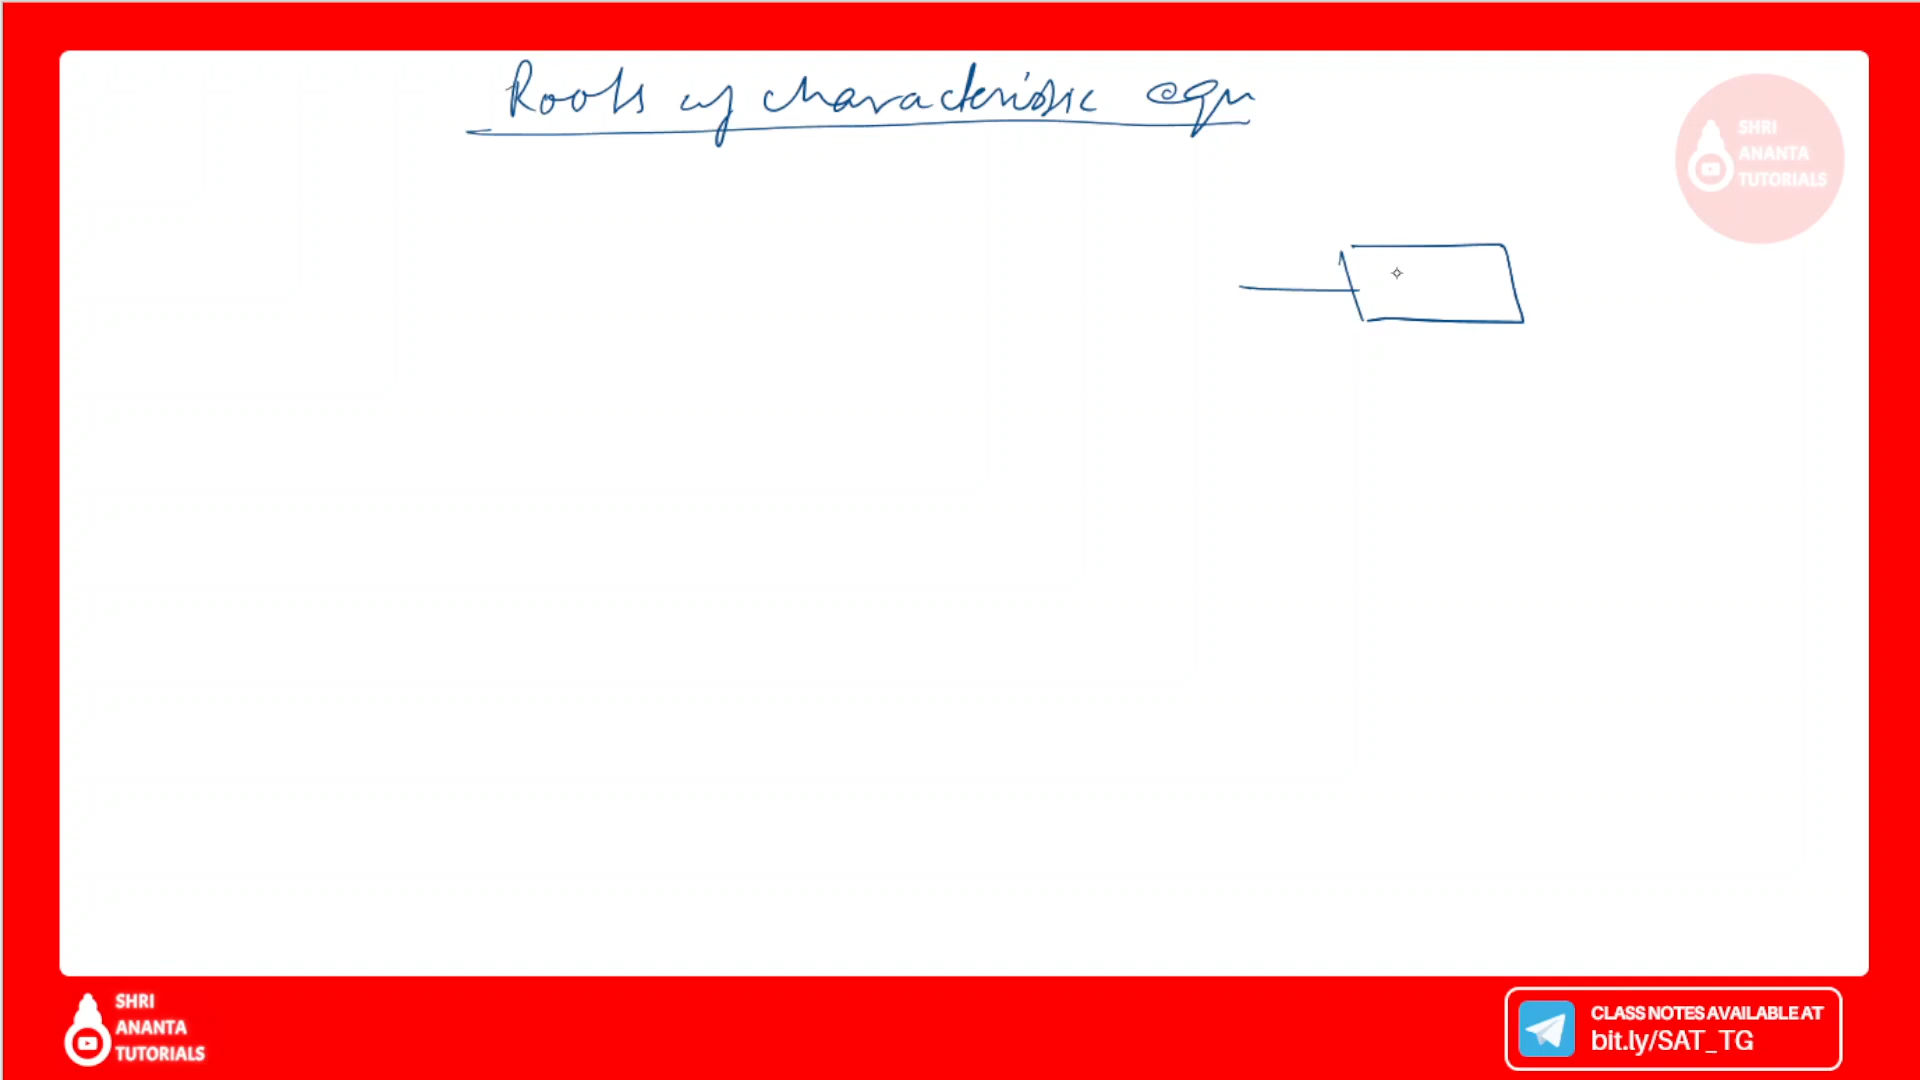 Roots of characteristic eqn
SHRI
ANANTA
TUTORIALS
SHRI
ANANTA
TUTORIALS
CLASS NOTES AVAILABLE AT
bit.ly/SAT_TG